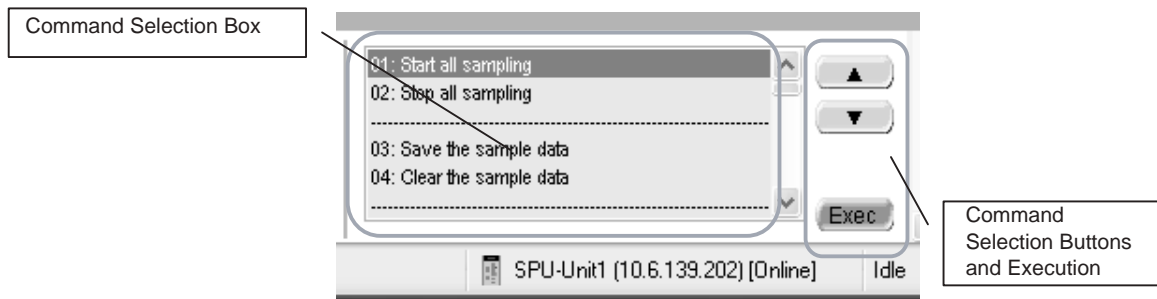 Command Selection Box
01: Start all sampling
02: Stop all sampling
03: Save the sample data
04: Clear the sample data
Exec
Command
Selection Buttons
and Execution
SPU-Unit1 (10.6.139.202) [Online]
Idle